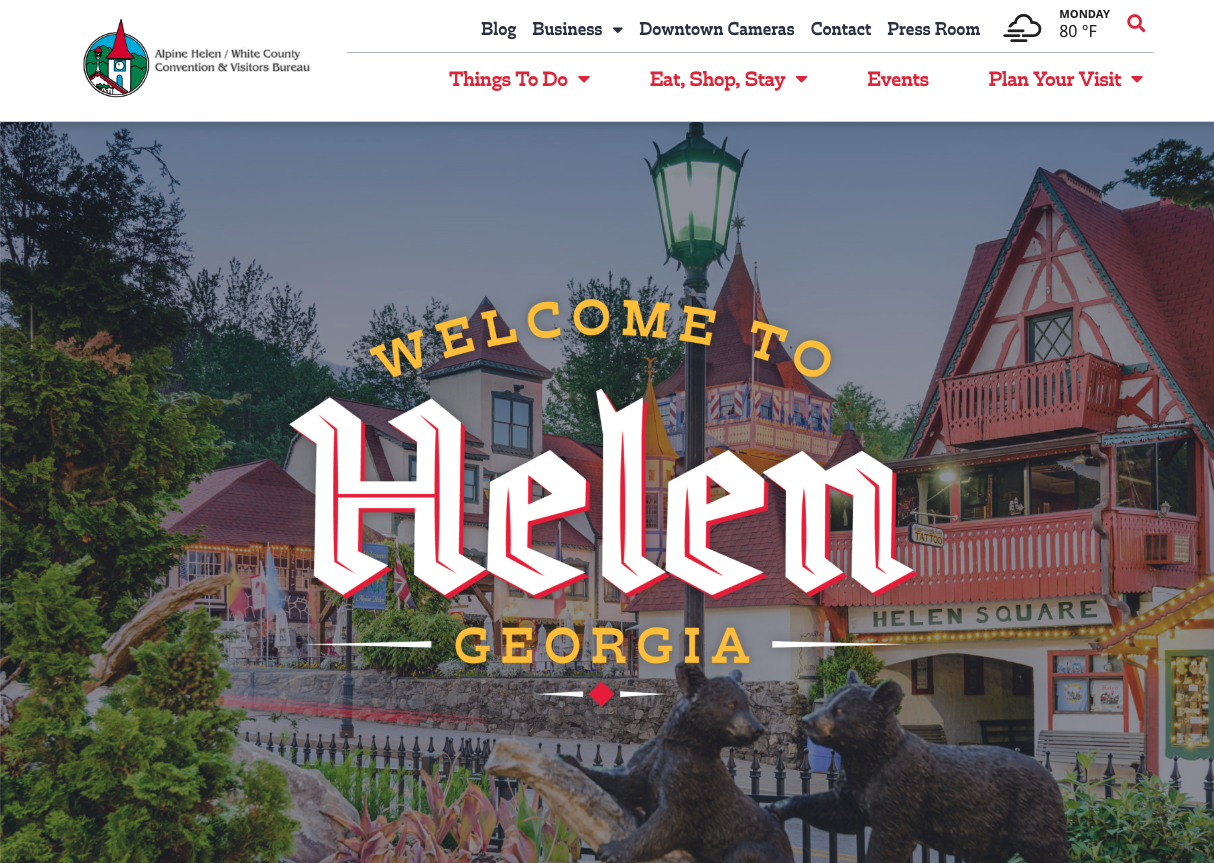 Blog Business Downtown Cameras Contact Press Room
MONDAY
80 °F
Alpine Helen / White County
Convention & Visitors Bureau
Things To Do Eat, Shop, Stay Events Plan Your Visit
WELCOME TO
Helen
GEORGIA
TATTOO
HELEN SQUARE